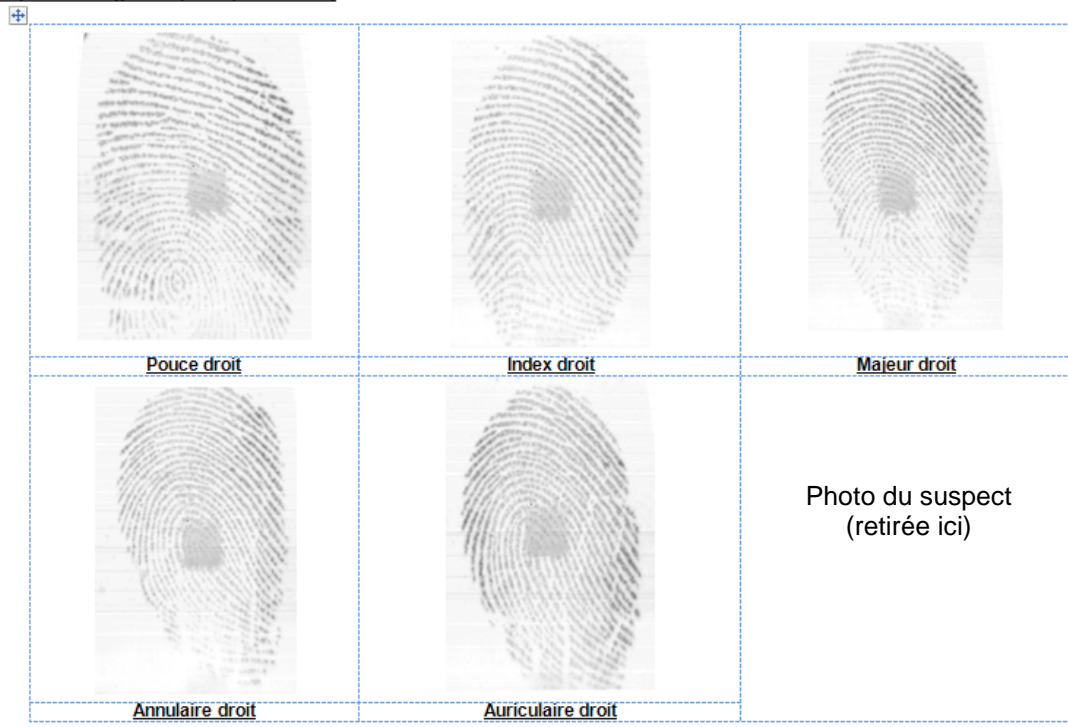 Pouce droit
Index droit
Majeur droit
Photo du suspect
(retirée ici)
Annulaire droit
Auriculaire droit